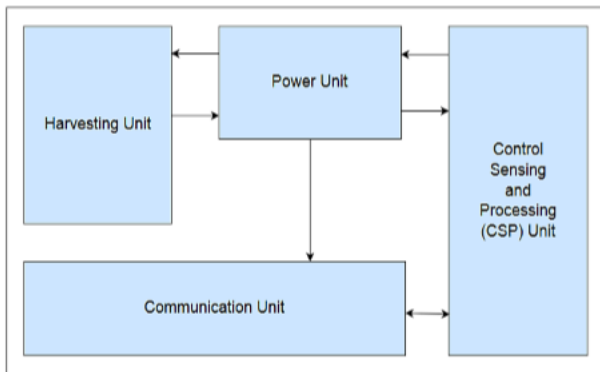 Power Unit
Harvesting Unit
Control
Sensing
and
Processing
(CSP) Unit
Communication Unit